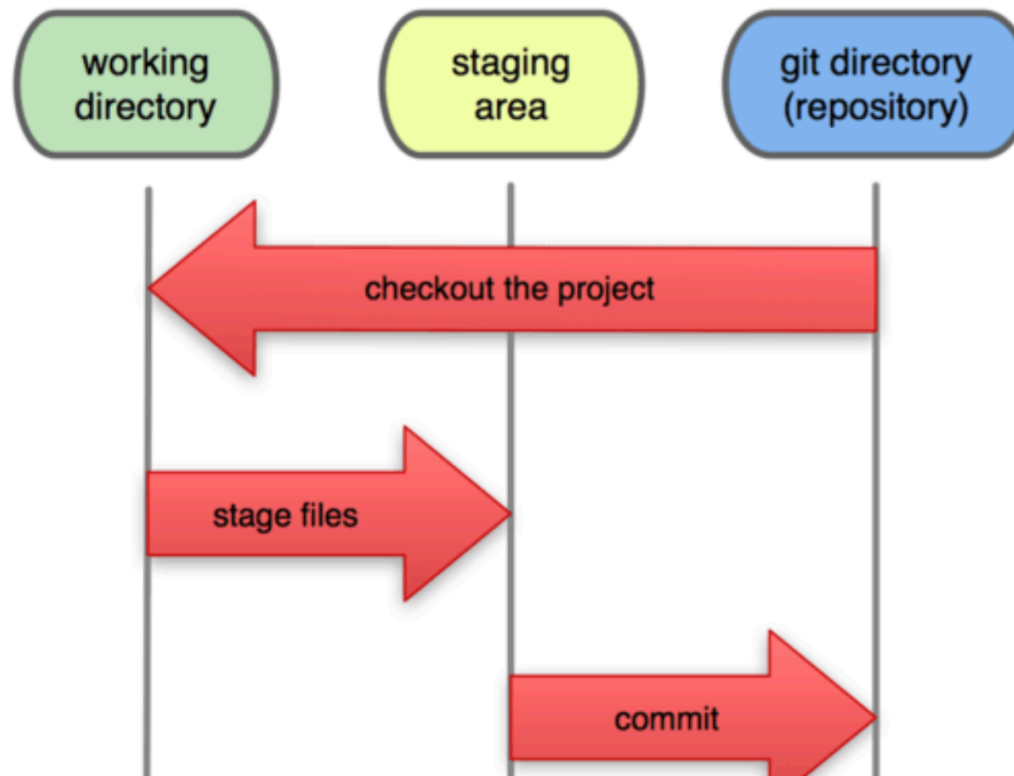 working
directory
staging
area
git directory
(repository)
checkout the project
stage files
commit